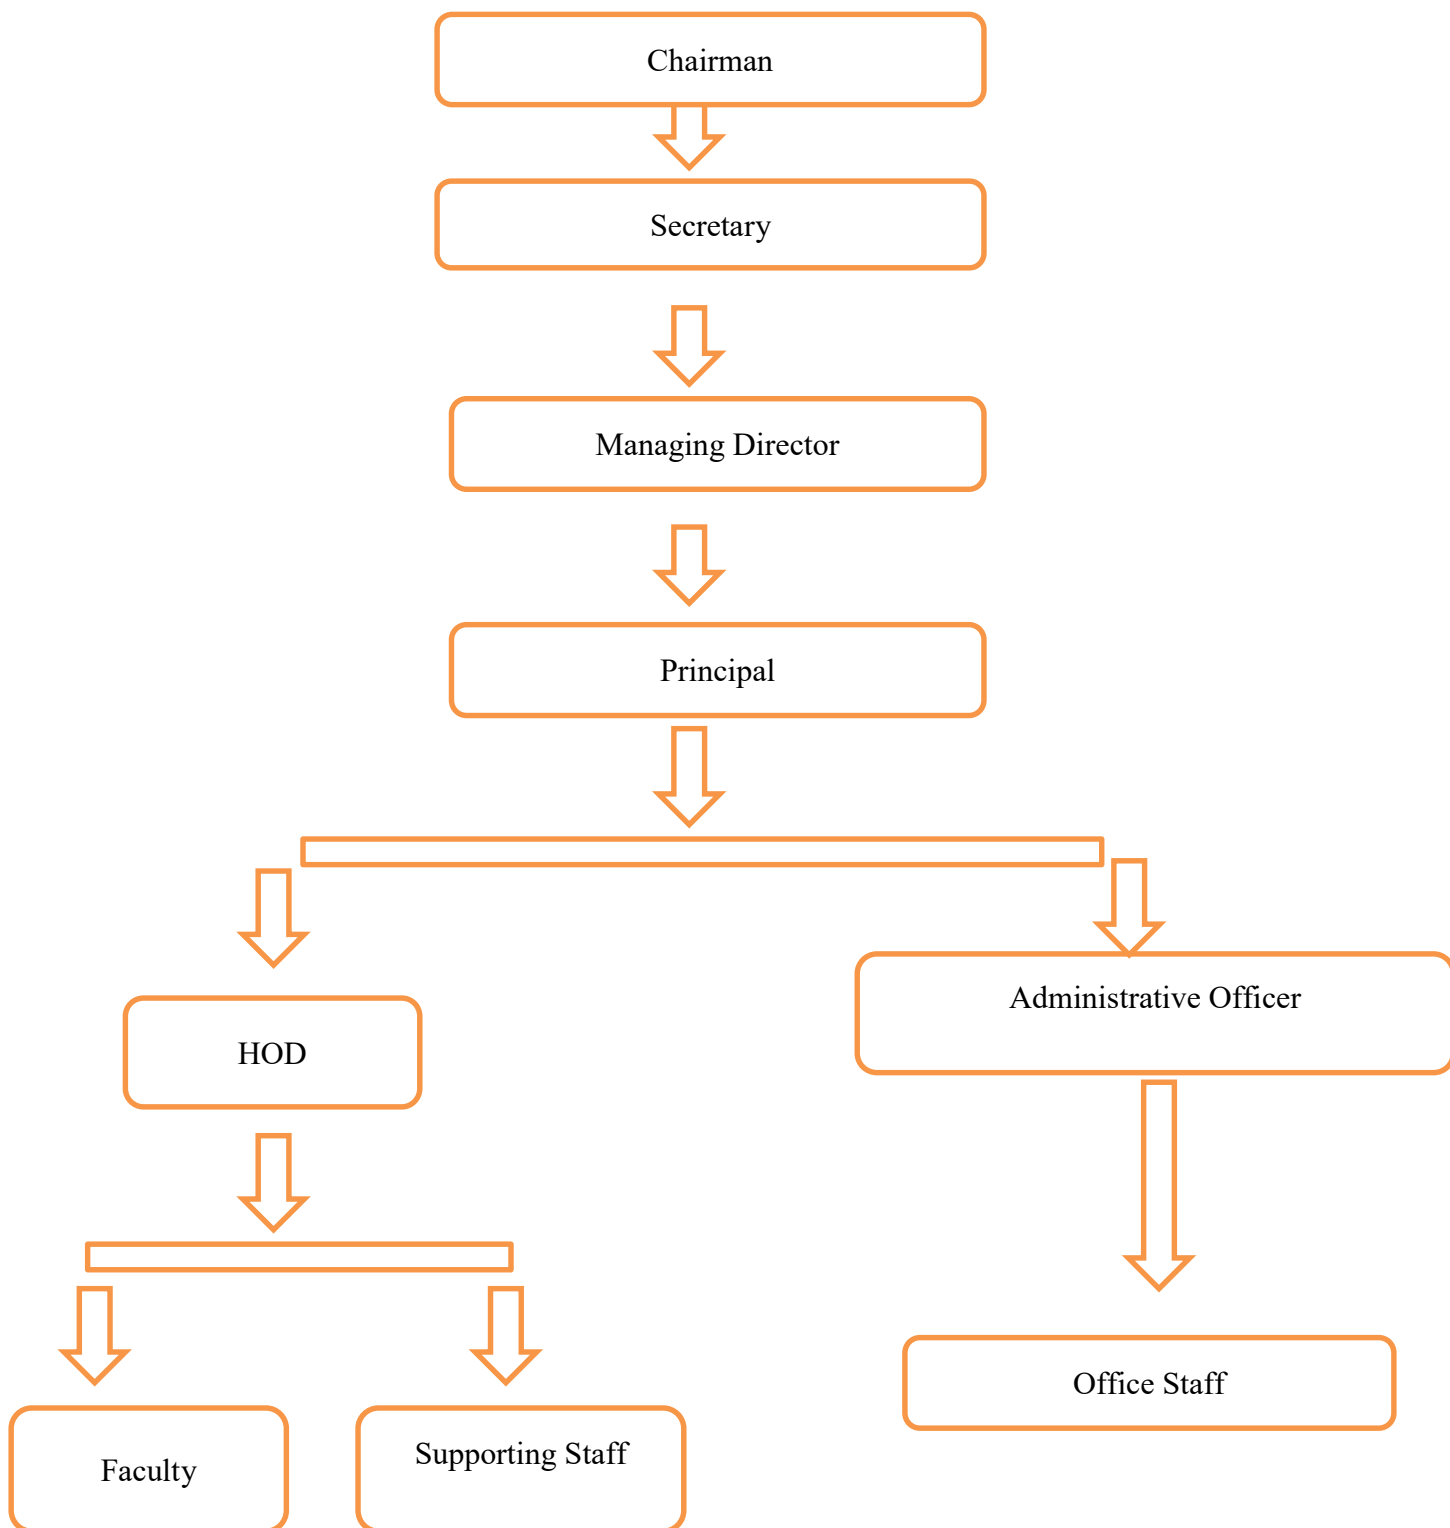 Chairman
Secretary
Managing Director
Principal
Administrative Officer
HOD
Office Staff
Faculty
Supporting Staff